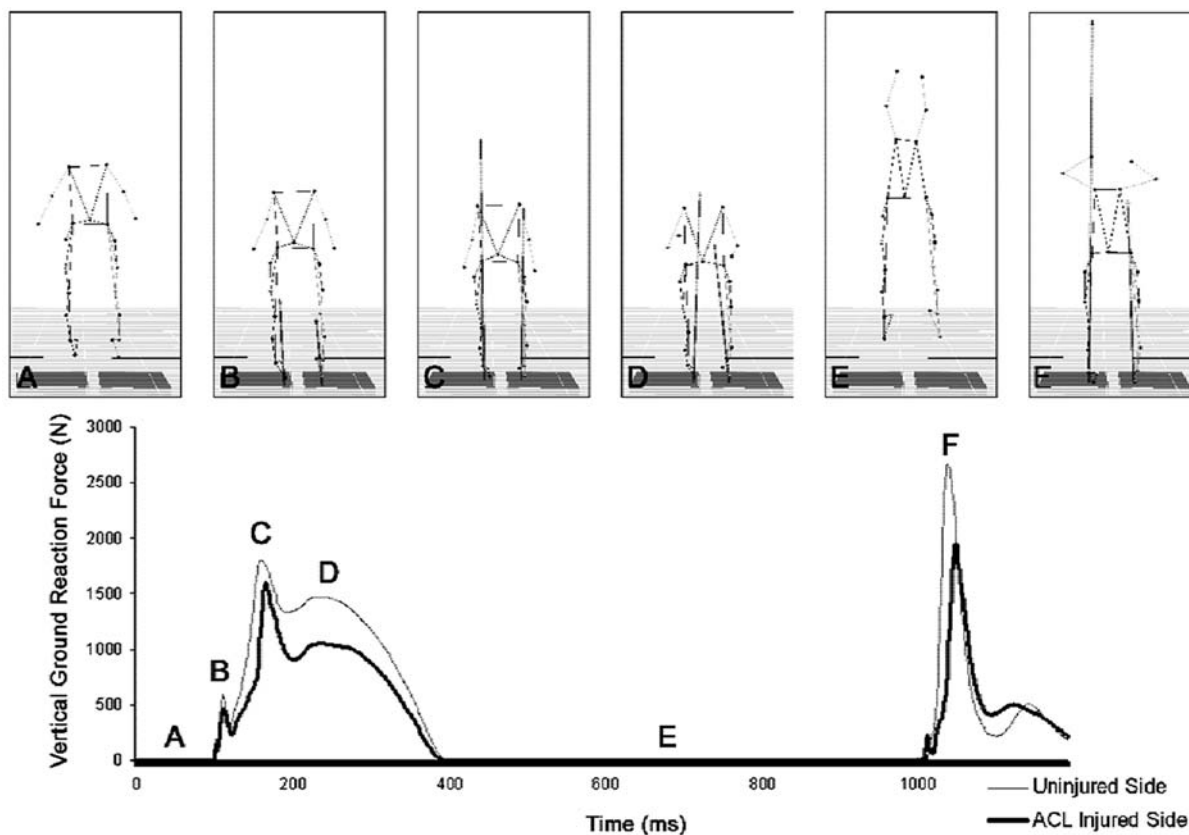 A B C D E F
Vertical Ground Reaction Force (N)
3000
2500
2000
1500
1000
500
0
A
B
C
D
E
F
0 200 400 600 800 1000
Time (ms)
Uninjured Side
ACL Injured Side